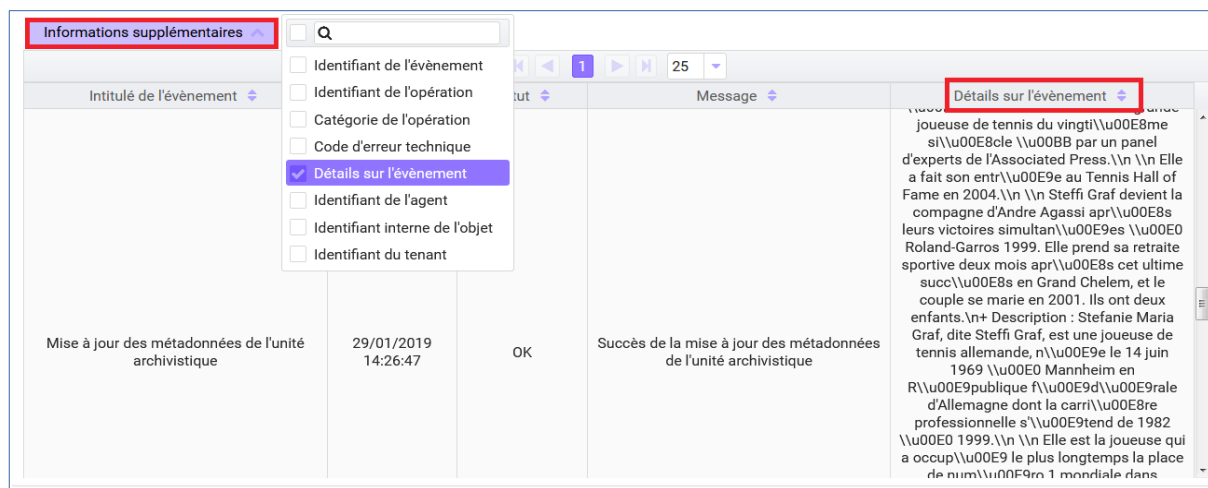 Informations supplémentaires
Identifiant de l'évènement
Identifiant de l'opération
Catégorie de l'opération
Code d'erreur technique
Détails sur l'évènement
Identifiant de l'agent
Identifiant interne de l'objet
Identifiant du tenant
1
25
Intitulé de l'évènement
tut
Message
Détails sur l'évènement
Mise à jour des métadonnées de l'unité
archivistique
29/01/2019
14:26:47
OK
Succès de la mise à jour des métadonnées
de l'unité archivistique
joueuse de tennis du vingti\\u00E8me
si\\u00E8cle \\u00BB par un panel
d'experts de l'Associated Press.\\n \\n Elle
a fait son entr\\u00E9e au Tennis Hall of
Fame en 2004.\\n \\n Steffi Graf devient la
compagne d'Andre Agassi apr\\u00E8s
leurs victoires simultan\\u00E9es \\u00E0
Roland-Garros 1999. Elle prend sa retraite
sportive deux mois apr\\u00E8s cet ultime
succ\\u00E8s en Grand Chelem, et le
couple se marie en 2001. Ils ont deux
enfants.\n+ Description : Stefanie Maria
Graf, dite Steffi Graf, est une joueuse de
tennis allemande, n\\u00E9e le 14 juin
1969 \\u00E0 Mannheim en
R\\u00E9publique f\\u00E9d\\u00E9rale
d'Allemagne dont la carri\\u00E8re
professionnelle s'\\u00E9tend de 1982
\\u00E0 1999.\\n \\n Elle est la joueuse qui
a occup\\u00E9 le plus longtemps la place
de num\\u00E9ro 1 mondiale dans